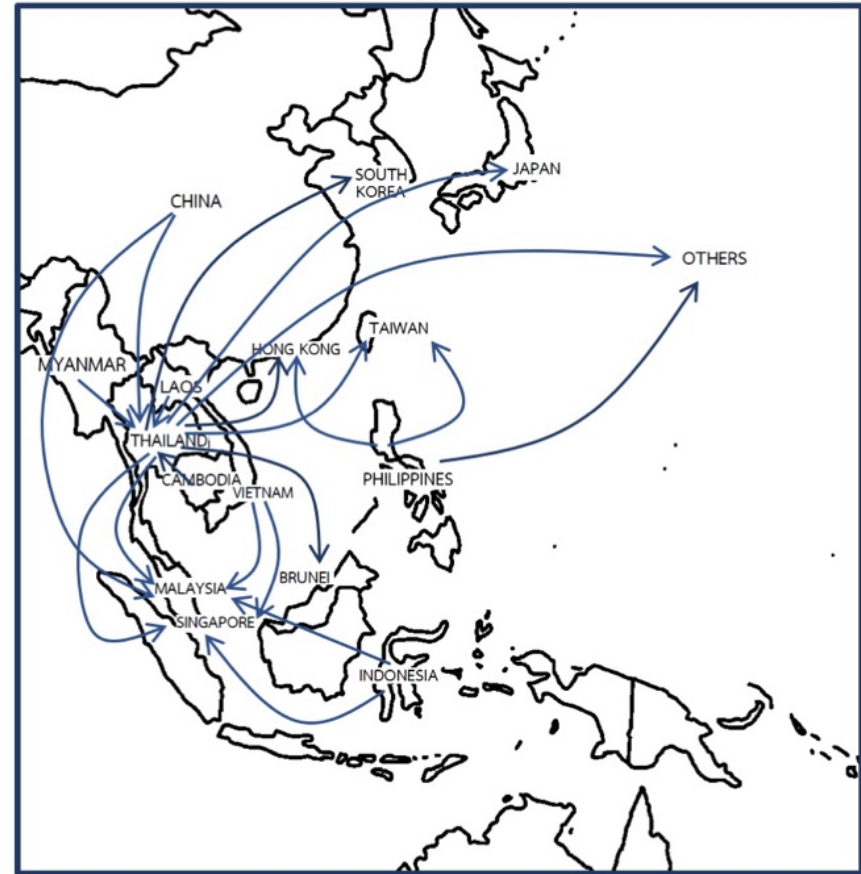 SOUTH
KOREA
JAPAN
CHINA
OTHERS
TAIWAN
HONG KONG
MYANMAR
LAOS
THAILAND
CAMBODIA
PHILIPPINES
VIETNAM
BRUNEI
MALAYSIA
SINGAPORE
INDONESIA